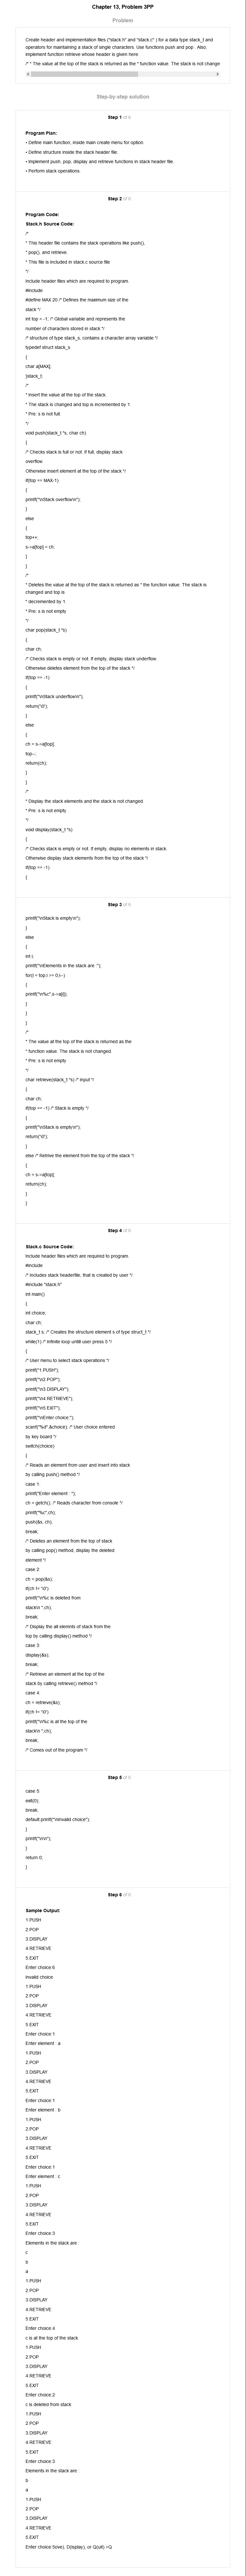 Chapter 13, Problem 3PP
Problem
Create header and implementation files ("stack.h" and "stack.c" ) for a data type stack_t and
operators for maintaining a stack of single characters. Use functions push and pop . Also,
implement function retrieve whose header is given here :
/* * The value at the top of the stack is returned as the * function value. The stack is not change
Step-by-step solution
Step 1 of 6
Program Plan:
• Define main function, inside main create menu for option.
• Define structure inside the stack header file.
• Implement push, pop, display and retrieve functions in stack header file.
• Perform stack operations.
Step 2 of 6
Program Code:
Stack.h Source Code:
/*
* This header file contains the stack operations like push(),
* pop(), and retrieve.
* This file is included in stack.c source file
*/
Include header files which are required to program.
#include
#define MAX 20 /* Defines the maximum size of the
stack */
int top = -1; /* Global variable and represents the
number of characters stored in stack */
/* structure of type stack_s, contains a character array variable */
typedef struct stack_s
{
char a[MAX];
}stack_t;
/*
* Insert the value at the top of the stack.
* The stack is changed and top is incremented by 1.
* Pre: s is not full
*/
void push(stack_t *s, char ch)
{
/* Checks stack is full or not. If full, display stack
overflow.
Otherwise insert element at the top of the stack */
if(top == MAX-1)
{
printf("\nStack overflow\n");
}
else
{
top++;
s->a[top] = ch;
}
}
/*
* Deletes the value at the top of the stack is returned as * the function value. The stack is
changed and top is
* decremented by 1
* Pre: s is not empty
*/
char pop(stack_t *s)
{
char ch;
/* Checks stack is empty or not. If empty, display stack underflow.
Otherwise deletes element from the top of the stack */
if(top == -1)
{
printf("\nStack underflow\n");
return('\0');
}
else
{
ch = s->a[top];
top--;
return(ch);
}
}
/*
* Display the stack elements and the stack is not changed.
* Pre: s is not empty
*/
void display(stack_t *s)
{
/* Checks stack is empty or not. If empty, display no elements in stack.
Otherwise display stack elements from the top of the stack */
if(top == -1)
{
Step 3 of 6
printf("\nStack is empty\n");
}
else
{
int i;
printf("\nElements in the stack are :");
for(i = top;i >= 0;i--)
{
printf("\n%c",s->a[i]);
}
}
}
/*
* The value at the top of the stack is returned as the
* function value. The stack is not changed.
* Pre: s is not empty
*/
char retrieve(stack_t *s) /* input */
{
char ch;
if(top == -1) /* Stack is empty */
{
printf("\nStack is empty\n");
return('\0');
}
else /* Retrive the element from the top of the stack */
{
ch = s->a[top];
return(ch);
}
}
Step 4 of 6
Stack.c Source Code:
Include header files which are required to program.
#include
/* Includes stack headerfile, that is created by user */
#include "stack.h"
int main()
{
int choice;
char ch;
stack_t s; /* Creates the structure element s of type struct_t */
while(1) /* Infinite loop untill user press 5 */
{
/* User menu to select stack operations */
printf("1.PUSH");
printf("\n2.POP");
printf("\n3.DISPLAY");
printf("\n4.RETRIEVE");
printf("\n5.EXIT");
printf("\nEnter choice:");
scanf("%d",&choice); /* User choice entered
by key board */
switch(choice)
{
/* Reads an element from user and insert into stack
by calling push() method */
case 1:
printf("Enter element : ");
ch = getch(); /* Reads character from console */
printf("%c",ch);
push(&s, ch);
break;
/* Deletes an element from the top of stack
by calling pop() method, display the deleted
element */
case 2:
ch = pop(&s);
if(ch != '\0')
printf("\n%c is deleted from
stack\n ",ch);
break;
/* Display the all elemnts of stack from the
top by calling display() method */
case 3:
display(&s);
break;
/* Retrieve an element at the top of the
stack by calling retrieve() method */
case 4:
ch = retrieve(&s);
if(ch != '\0')
printf("\n%c is at the top of the
stack\n ",ch);
break;
/* Comes out of the program */
Step 5 of 6
case 5:
exit(0);
break;
default:printf("\nInvalid choice");
}
printf("\n\n");
}
return 0;
}
Step 6 of 6
Sample Output:
1.PUSH
2.POP
3.DISPLAY
4.RETRIEVE
5.EXIT
Enter choice:6
invalid choice
1.PUSH
2.POP
3.DISPLAY
4.RETRIEVE
5.EXIT
Enter choice:1
Enter element : a
1.PUSH
2.POP
3.DISPLAY
4.RETRIEVE
5.EXIT
Enter choice:1
Enter element : b
1.PUSH
2.POP
3.DISPLAY
4.RETRIEVE
5.EXIT
Enter choice:1
Enter element : c
1.PUSH
2.POP
3.DISPLAY
4.RETRIEVE
5.EXIT
Enter choice:3
Elements in the stack are :
c
b
a
1.PUSH
2.POP
3.DISPLAY
4.RETRIEVE
5.EXIT
Enter choice:4
c is at the top of the stack
1.PUSH
2.POP
3.DISPLAY
4.RETRIEVE
5.EXIT
Enter choice:2
c is deleted from stack
1.PUSH
2.POP
3.DISPLAY
4.RETRIEVE
5.EXIT
Enter choice:3
Elements in the stack are :
b
a
1.PUSH
2.POP
3.DISPLAY
4.RETRIEVE
5.EXIT
Enter choice:5olve), D(isplay), or Q(uit) >Q